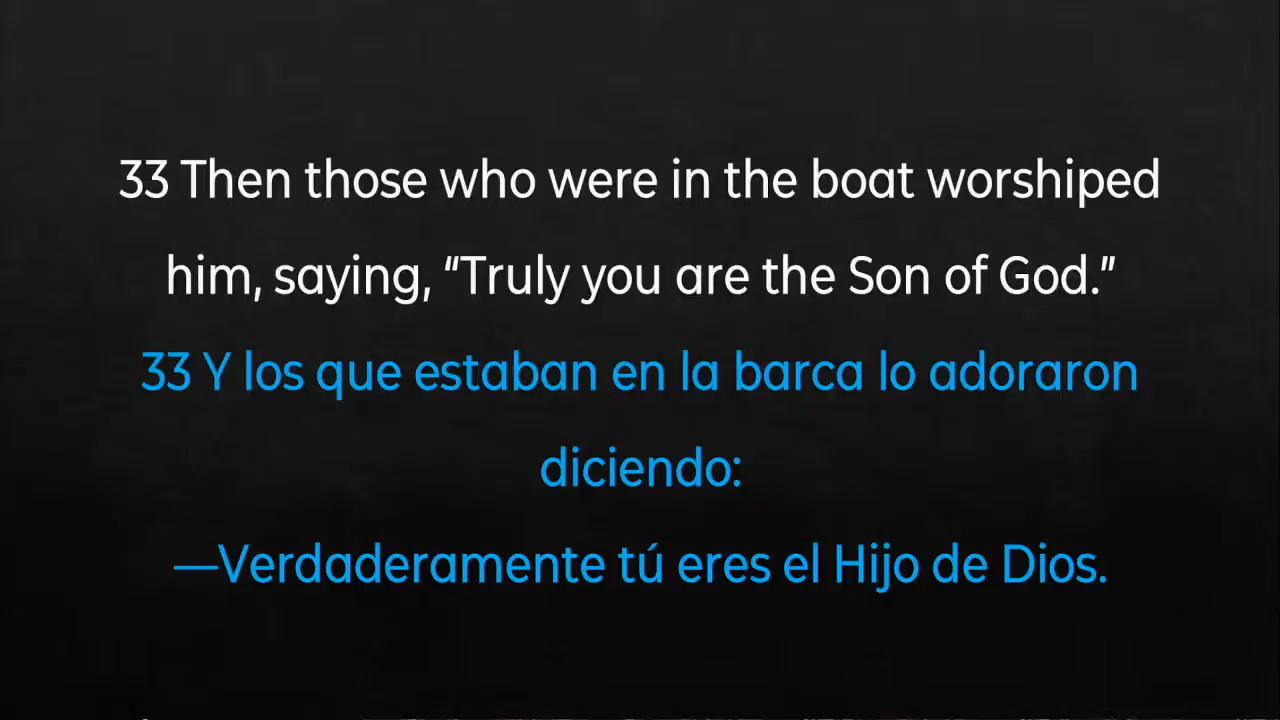 33 Then those who were in the boat worshiped
him, saying, "Truly you are the Son of God."
33 Y los que estaban en la barca lo adoraron
diciendo:
—Verdaderamente tú eres el Hijo de Dios.